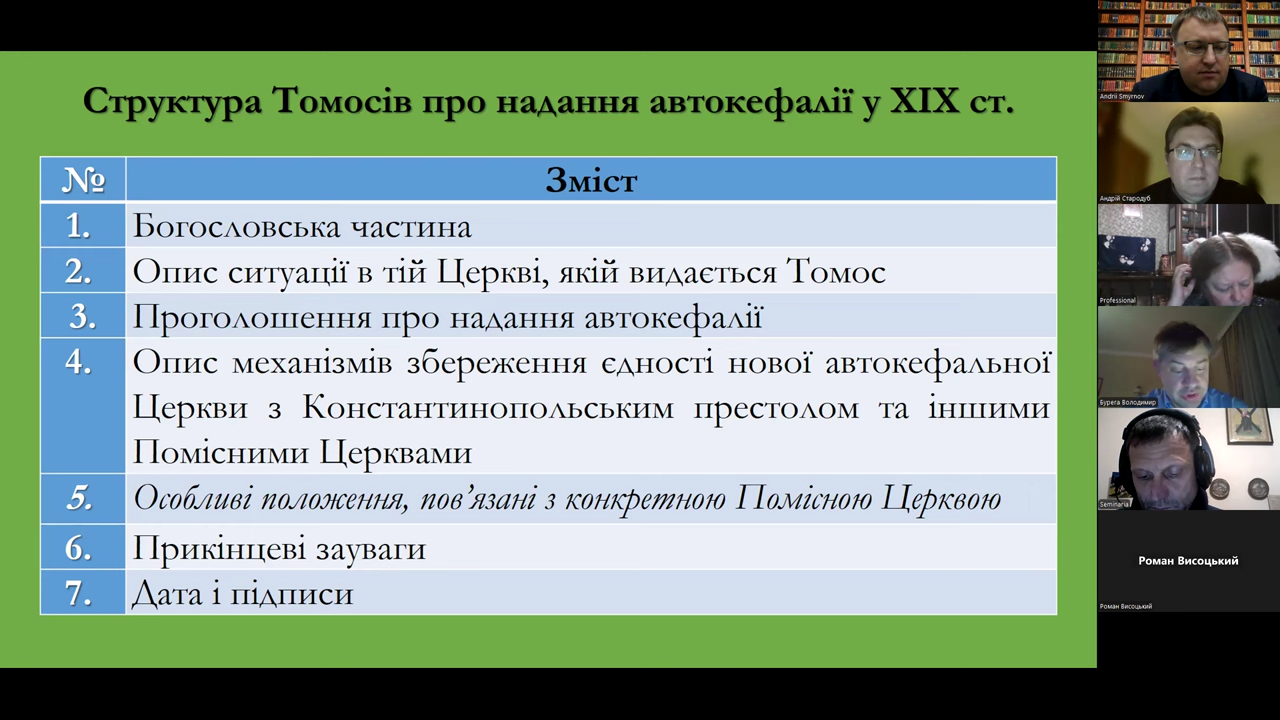 Структура Томосів про надання автокефалії у ХІХ ст.
№ Зміст
1. Богословська частина
2. Опис ситуації в тій Церкві, якій видається Томос
3. Проголошення про надання автокефалії
4. Опис механізмів збереження єдності нової автокефальної
Церкви з Константинопольським престолом та іншими
Помісними Церквами
5. Особливі положення, пов’язані з конкретною Помісною Церквою
6. Прикінцеві зауваги
7. Дата і підписи
Andrii Smyrnov
Андрій Стародуб
Professional
Бурега Володимир
Seminaria
Роман Висоцький
Роман Висоцький